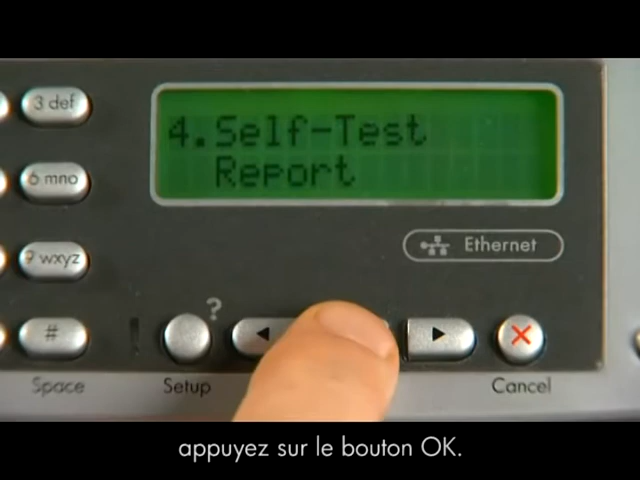 3 def
4.Self-Test
Report
6 mno
Ethernet
9 wxyz
?
#
Space
Setup
Cancel
appuyez sur le bouton OK.